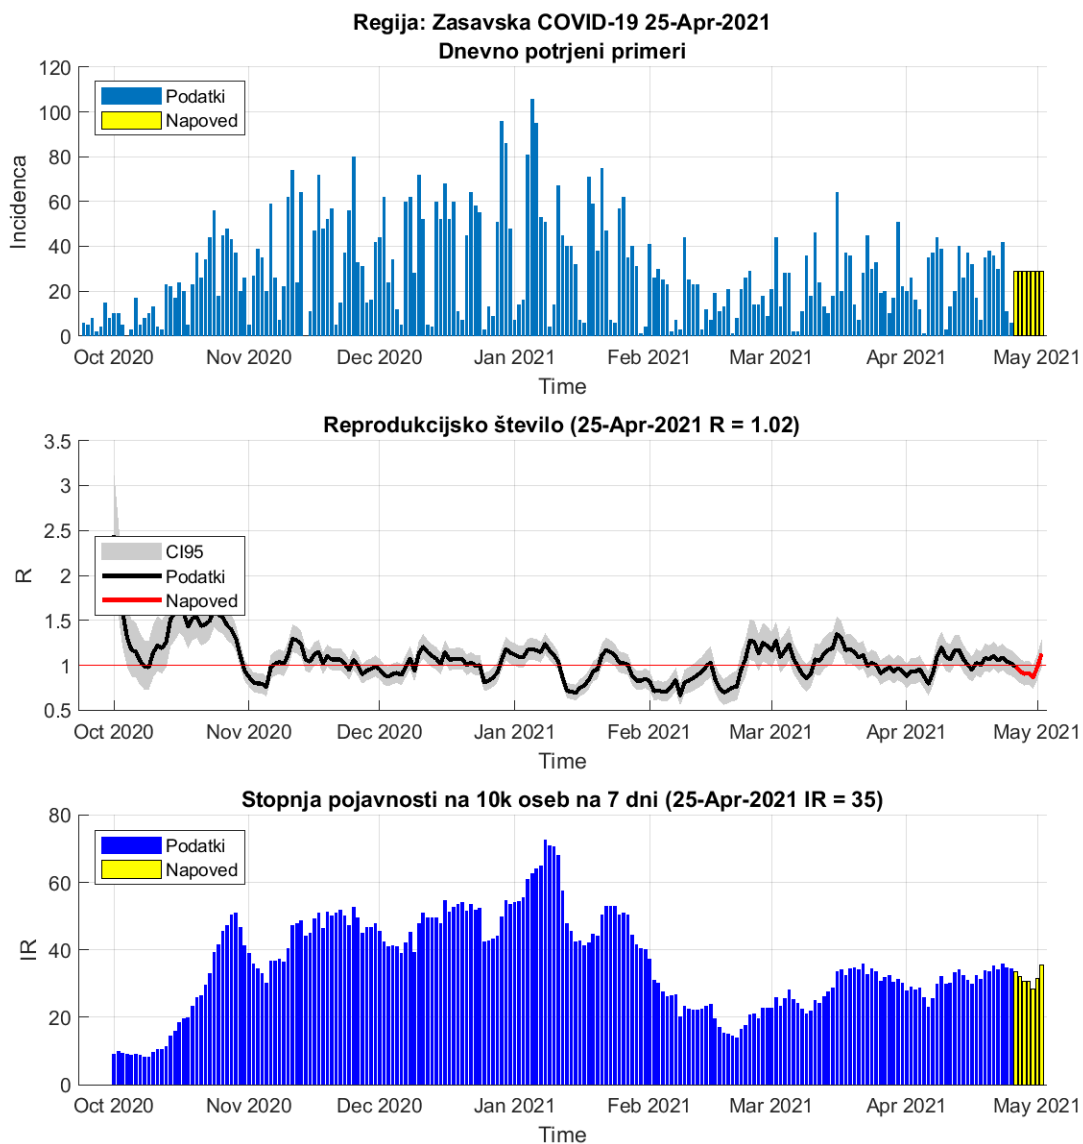 Regija: Zasavska COVID-19 25-Apr-2021
Dnevno potrjeni primeri
120
100
80
60
40
20
0
Incidenca
Podatki
Napoved
Oct 2020 Nov 2020 Dec 2020 Jan 2021 Feb 2021 Mar 2021 Apr 2021 May 2021
Time
Reprodukcijsko število (25-Apr-2021 R = 1.02)
3.5
3
2.5
2
1.5
1
0.5
R
CI95
Podatki
Napoved
Oct 2020 Nov 2020 Dec 2020 Jan 2021 Feb 2021 Mar 2021 Apr 2021 May 2021
Time
Stopnja pojavnosti na 10k oseb na 7 dni (25-Apr-2021 IR = 35)
80
60
40
20
0
IR
Podatki
Napoved
Oct 2020 Nov 2020 Dec 2020 Jan 2021 Feb 2021 Mar 2021 Apr 2021 May 2021
Time